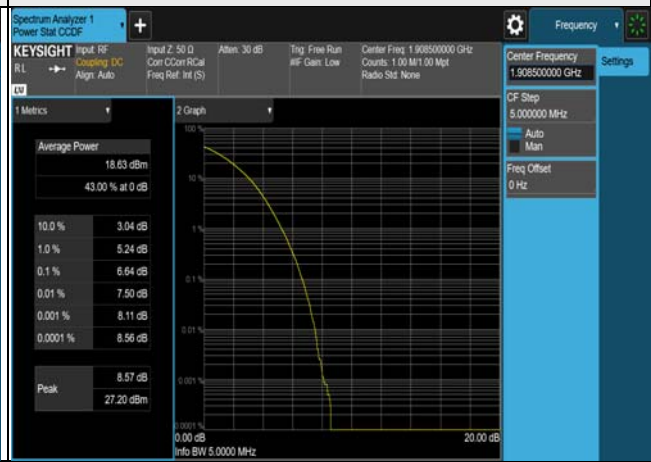 Spectrum Analyzer 1
Power Stat CCDF
Frequency
KEYSIGHT
RL
Input: RF
Coupling: DC
Align: Auto
Input Z: 50 Ω
Corr CCorr RCal
Freq Ref: Int (S)
Atten: 30 dB
Trig: Free Run
#IF Gain: Low
Center Freq: 1.908500000 GHz
Counts: 1.00 M/1.00 Mpt
Radio Std: None
LV
1 Metrics
Average Power
18.63 dBm
43.00 % at 0 dB
10.0 % 3.04 dB
1.0 % 5.24 dB
0.1 % 6.64 dB
0.01 % 7.50 dB
0.001 % 8.11 dB
0.0001 % 8.56 dB
Peak 8.57 dB
27.20 dBm
2 Graph
100 %
10 %
1 %
0.1 %
0.01 %
0.001 %
0.0001 %
0.00 dB 20.00 dB
Info BW 5.0000 MHz
Center Frequency
1.908500000 GHz
Settings
CF Step
5.000000 MHz
Auto
Man
Freq Offset
0 Hz